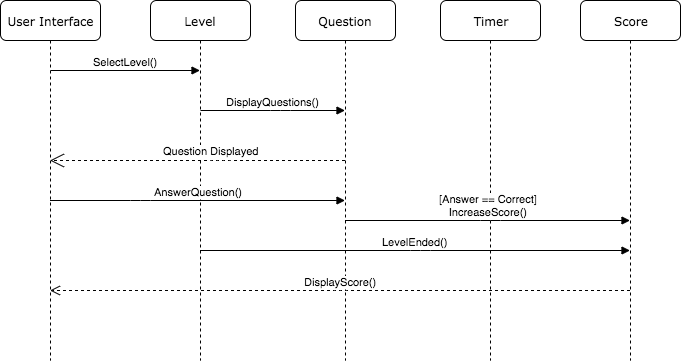 User Interface
Level
Question
Timer
Score
SelectLevel()
DisplayQuestions()
Question Displayed
AnswerQuestion()
[Answer == Correct]
IncreaseScore()
LevelEnded()
DisplayScore()